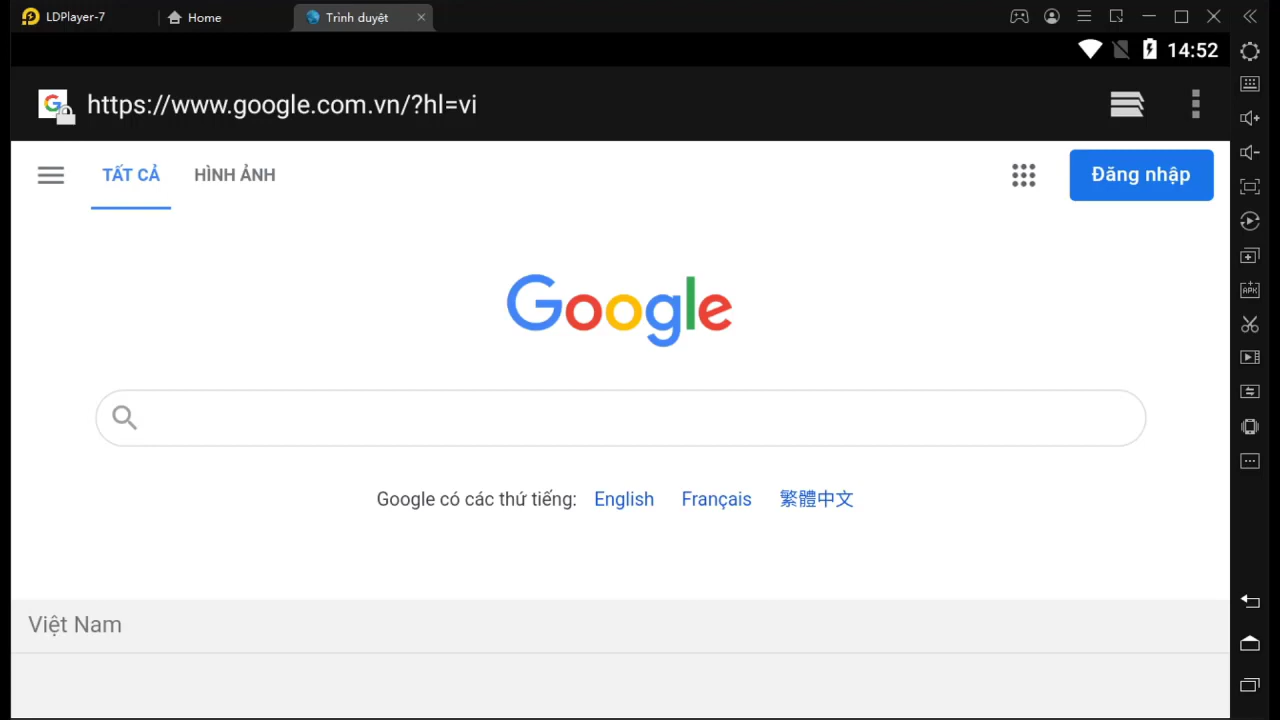 LDPlayer-7 Home Trình duyệt
14:52
https://www.google.com.vn/?hl=vi
TẤT CẢ HÌNH ẢNH Đăng nhập
Google
Google có các thứ tiếng: English Français 繁體中文
Việt Nam
APK